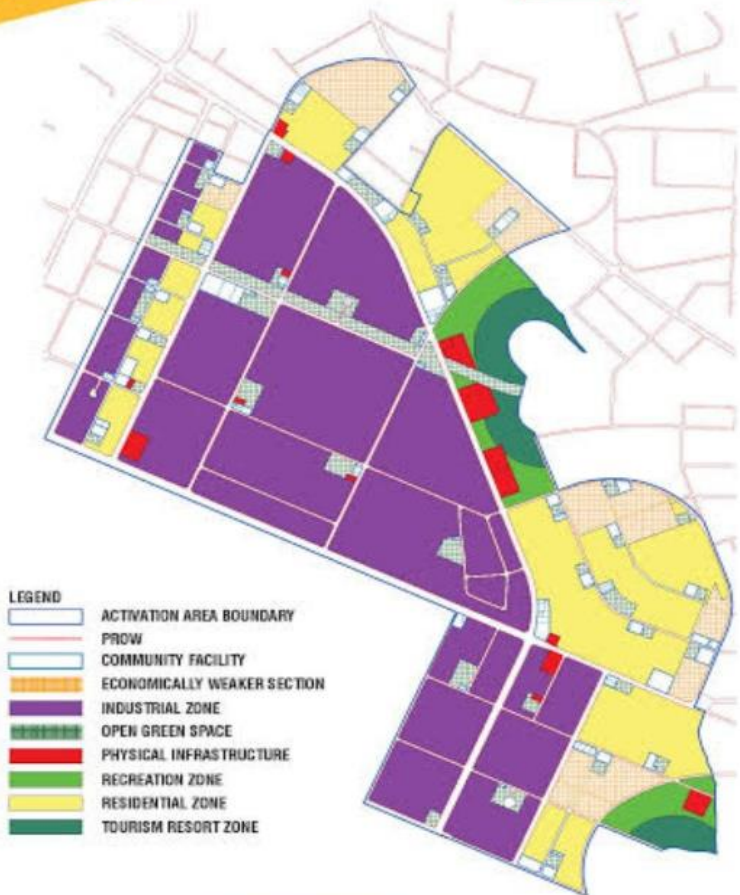 LEGEND
ACTIVATION AREA BOUNDARY
PROW
COMMUNITY FACILITY
ECONOMICALLY WEAKER SECTION
INDUSTRIAL ZONE
OPEN GREEN SPACE
PHYSICAL INFRASTRUCTURE
RECREATION ZONE
RESIDENTIAL ZONE
TOURISM RESORT ZONE